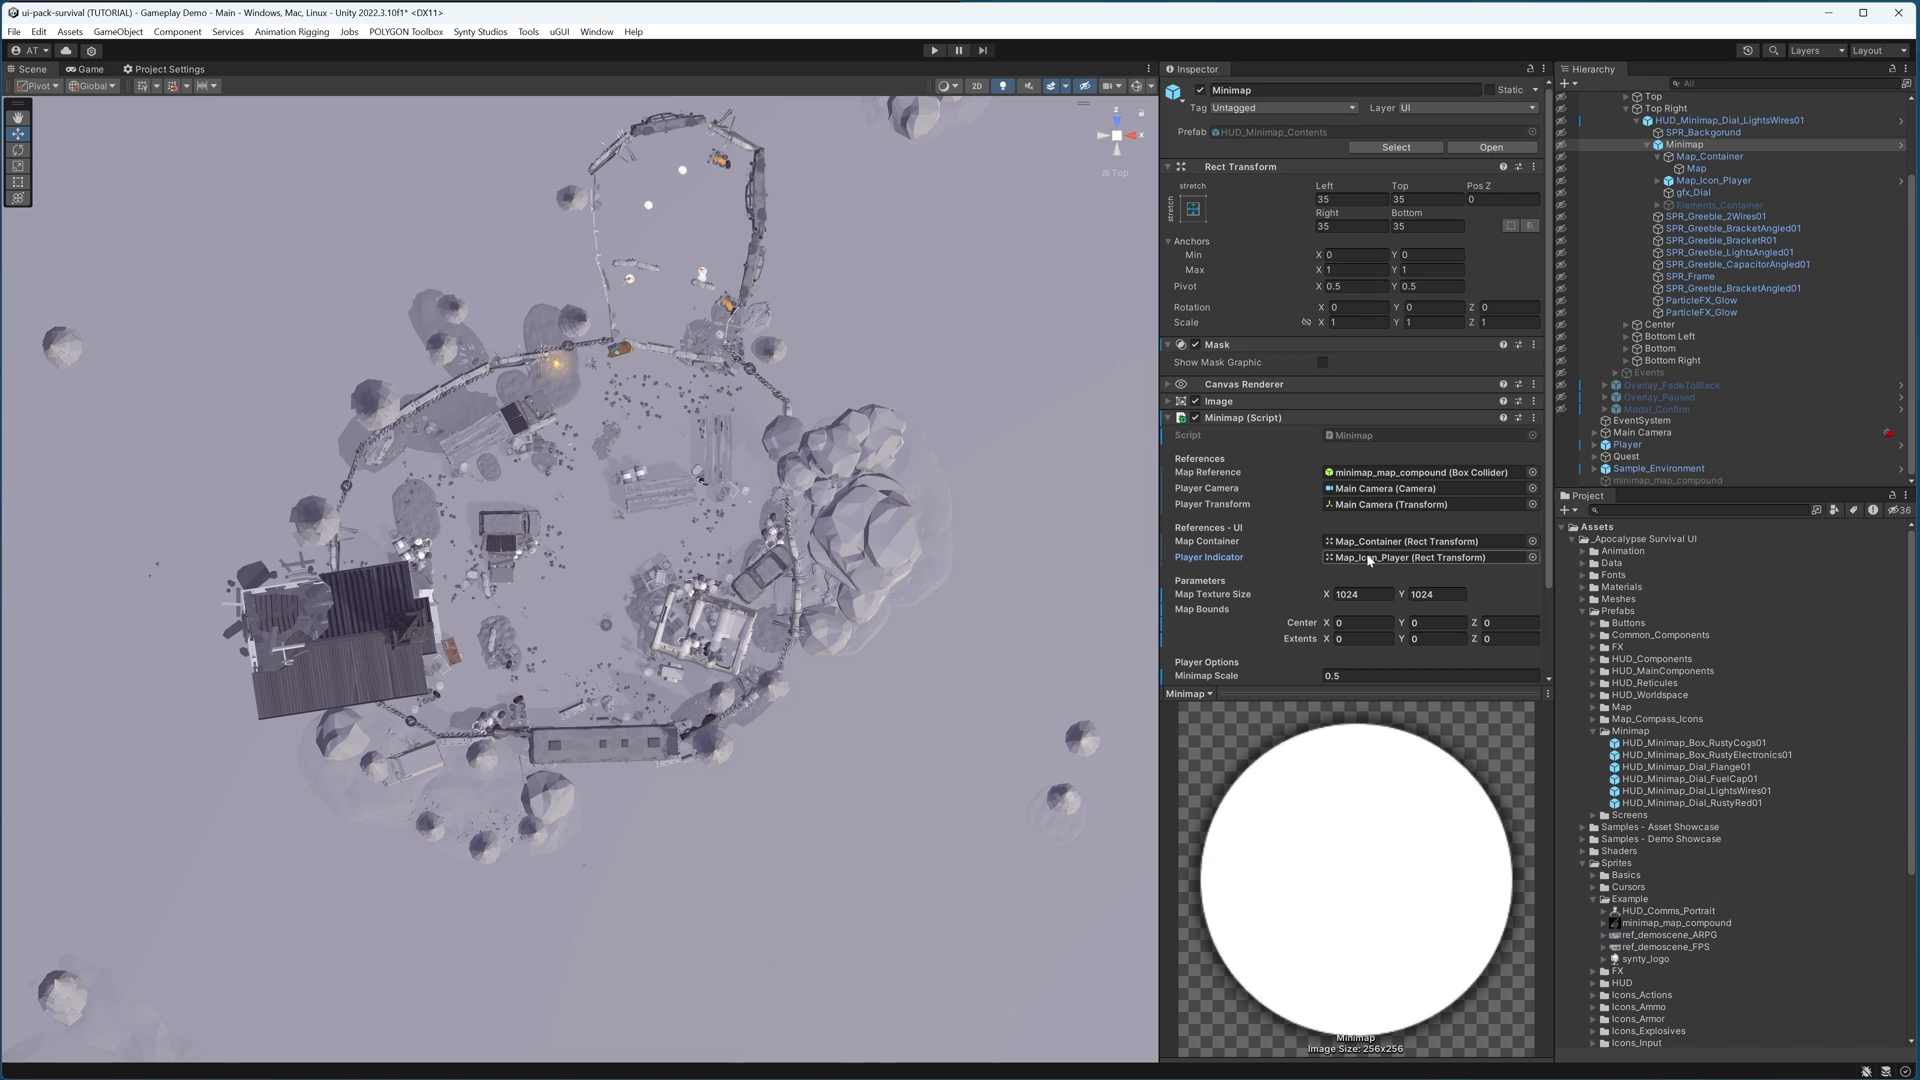 ui-pack-survival (TUTORIAL) - Gameplay Demo - Main - Windows, Mac, Linux - Unity 2022.3.10f1* <DX11>
File Edit Assets GameObject Component Services Animation Rigging Jobs POLYGON Toolbox Synty Studios Tools uGUI Window Help
AT Layers Layout
Scene Game Project Settings
Pivot Global 2D
z
x
Top
Inspector
Minimap Static
Tag Untagged Layer UI
Prefab HUD_Minimap_Contents
Select Open
Rect Transform
stretch Left Top Pos Z
stretch 35 35 0
Right Bottom
35 35 R
Anchors
Min X 0 Y 0
Max X 1 Y 1
Pivot X 0.5 Y 0.5
Rotation X 0 Y 0 Z 0
Scale X 1 Y 1 Z 1
Mask
Show Mask Graphic
Canvas Renderer
Image
Minimap (Script)
Script Minimap
References
Map Reference minimap_map_compound (Box Collider)
Player Camera Main Camera (Camera)
Player Transform Main Camera (Transform)
References - UI
Map Container Map_Container (Rect Transform)
Player Indicator Map_Icon_Player (Rect Transform)
Parameters
Map Texture Size X 1024 Y 1024
Map Bounds
Center X 0 Y 0 Z 0
Extents X 0 Y 0 Z 0
Player Options
Minimap Scale 0.5
Minimap
Minimap
Image Size: 256x256
Hierarchy
All
Top
Top Right
HUD_Minimap_Dial_LightsWires01
SPR_Backgorund
Minimap
Map_Container
Map
Map_Icon_Player
gfx_Dial
Elements_Container
SPR_Greeble_2Wires01
SPR_Greeble_BracketAngled01
SPR_Greeble_BracketR01
SPR_Greeble_LightsAngled01
SPR_Greeble_CapacitorAngled01
SPR_Frame
SPR_Greeble_BracketAngled01
ParticleFX_Glow
ParticleFX_Glow
Center
Bottom Left
Bottom
Bottom Right
Events
Overlay_FadeToBlack
Overlay_Paused
Modal_Confirm
EventSystem
Main Camera
Player
Quest
Sample_Environment
minimap_map_compound
Project
36
Assets
_Apocalypse Survival UI
Animation
Data
Fonts
Materials
Meshes
Prefabs
Buttons
Common_Components
FX
HUD_Components
HUD_MainComponents
HUD_Reticules
HUD_Worldspace
Map
Map_Compass_Icons
Minimap
HUD_Minimap_Box_RustyCogs01
HUD_Minimap_Box_RustyElectronics01
HUD_Minimap_Dial_Flange01
HUD_Minimap_Dial_FuelCap01
HUD_Minimap_Dial_LightsWires01
HUD_Minimap_Dial_RustyRed01
Screens
Samples - Asset Showcase
Samples - Demo Showcase
Shaders
Sprites
Basics
Cursors
Example
HUD_Comms_Portrait
minimap_map_compound
ref_demoscene_ARPG
ref_demoscene_FPS
synty_logo
FX
HUD
Icons_Actions
Icons_Ammo
Icons_Armor
Icons_Explosives
Icons_Input